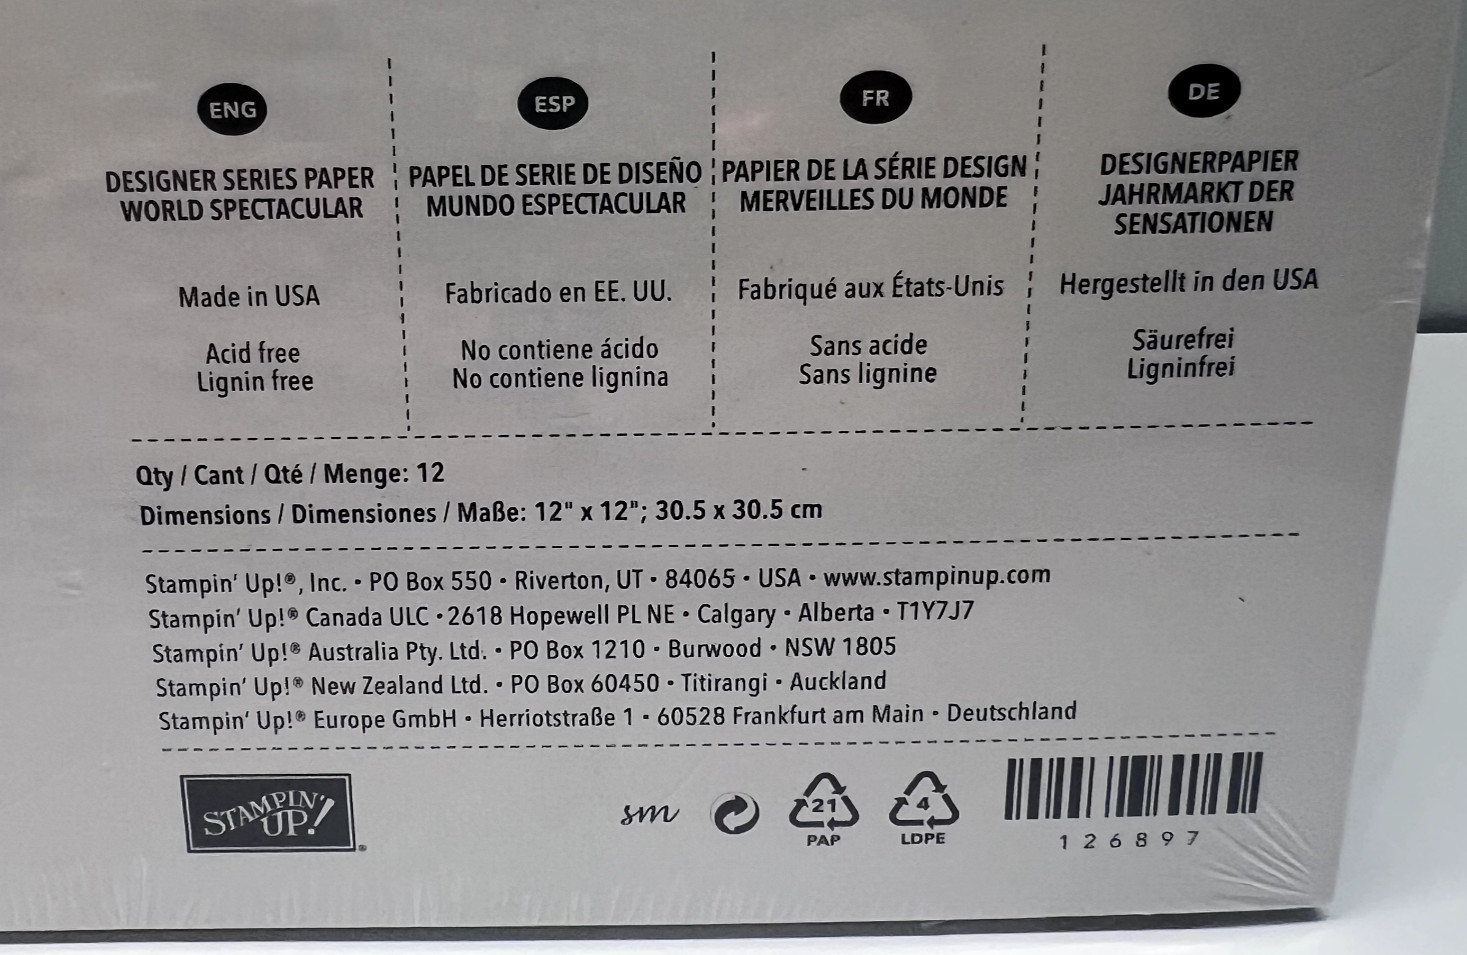 ENG
DESIGNER SERIES PAPER
WORLD SPECTACULAR
Made in USA
Acid free
Lignin free
ESP
PAPEL DE SERIE DE DISEÑO
MUNDO ESPECTACULAR
Fabricado en EE. UU.
No contiene ácido
No contiene lignina
FR
PAPIER DE LA SÉRIE DESIGN
MERVEILLES DU MONDE
Fabriqué aux États-Unis
Sans acide
Sans lignine
DE
DESIGNERPAPIER
JAHRMARKT DER
SENSATIONEN
Hergestellt in den USA
Säurefrei
Ligninfrei
Qty / Cant / Qté / Menge: 12
Dimensions / Dimensiones / Maße: 12" x 12"; 30.5 x 30.5 cm
Stampin' Up!®, Inc. • PO Box 550 • Riverton, UT • 84065 • USA • www.stampinup.com
Stampin' Up!® Canada ULC • 2618 Hopewell PL NE • Calgary • Alberta • T1Y7J7
Stampin' Up!® Australia Pty. Ltd. • PO Box 1210 • Burwood • NSW 1805
Stampin' Up!® New Zealand Ltd. • PO Box 60450 • Titirangi • Auckland
Stampin' Up!® Europe GmbH • Herriotstraße 1 • 60528 Frankfurt am Main • Deutschland
STAMPIN'
UP!®
sm
21
PAP
4
LDPE
126897